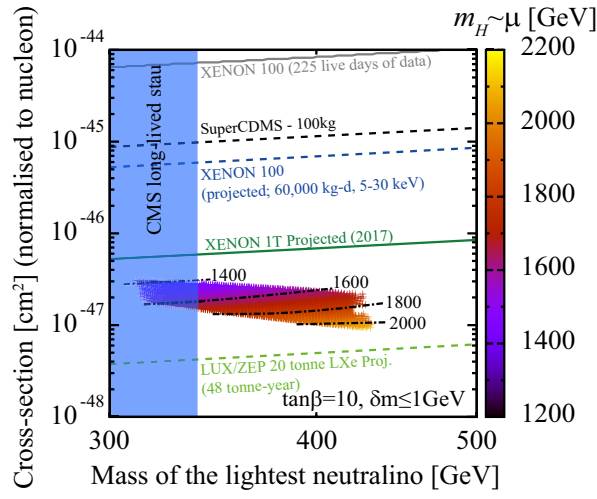 m_H~μ [GeV]
Cross-section [cm²] (normalised to nucleon)
10⁻⁴⁴
10⁻⁴⁵
10⁻⁴⁶
10⁻⁴⁷
10⁻⁴⁸
CMS long-lived stau
XENON 100 (225 live days of data)
SuperCDMS - 100kg
XENON 100
(projected; 60,000 kg-d, 5-30 keV)
XENON 1T Projected (2017)
1400
1600
1800
2000
LUX/ZEP 20 tonne LXe Proj.
(48 tonne-year)
tanβ=10, δm≤1GeV
300
400
500
Mass of the lightest neutralino [GeV]
2200
2000
1800
1600
1400
1200